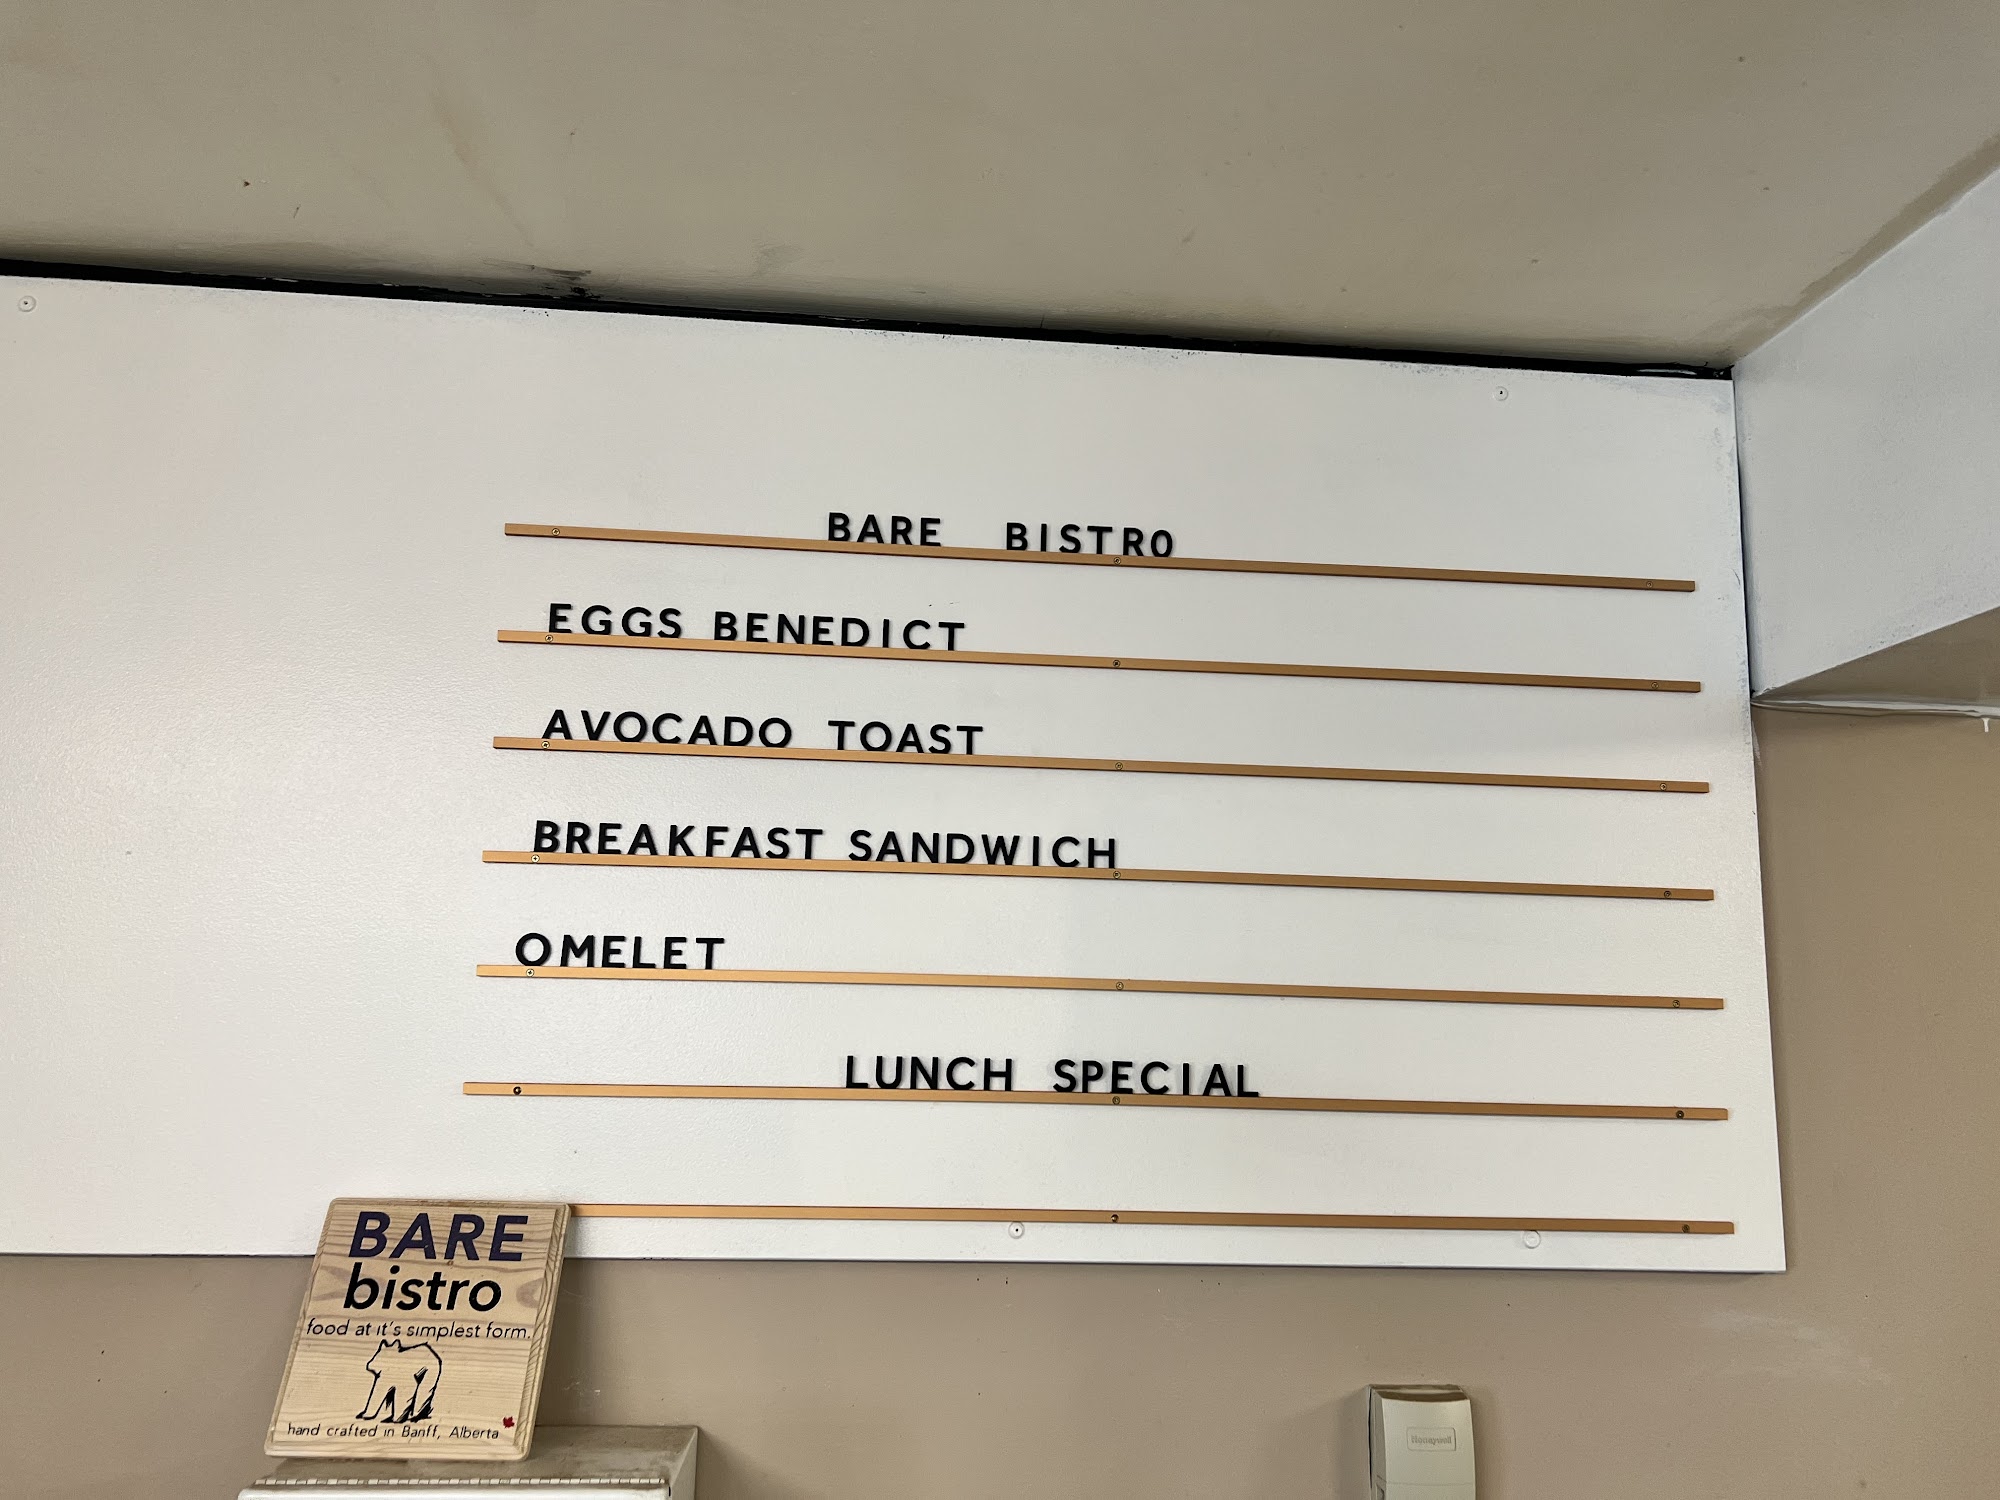 BARE BISTRO
EGGS BENEDICT
AVOCADO TOAST
BREAKFAST SANDWICH
OMELET
LUNCH SPECIAL
BARE
bistro
food at it's simplest form.
hand crafted in Banff, Alberta
Honeywell